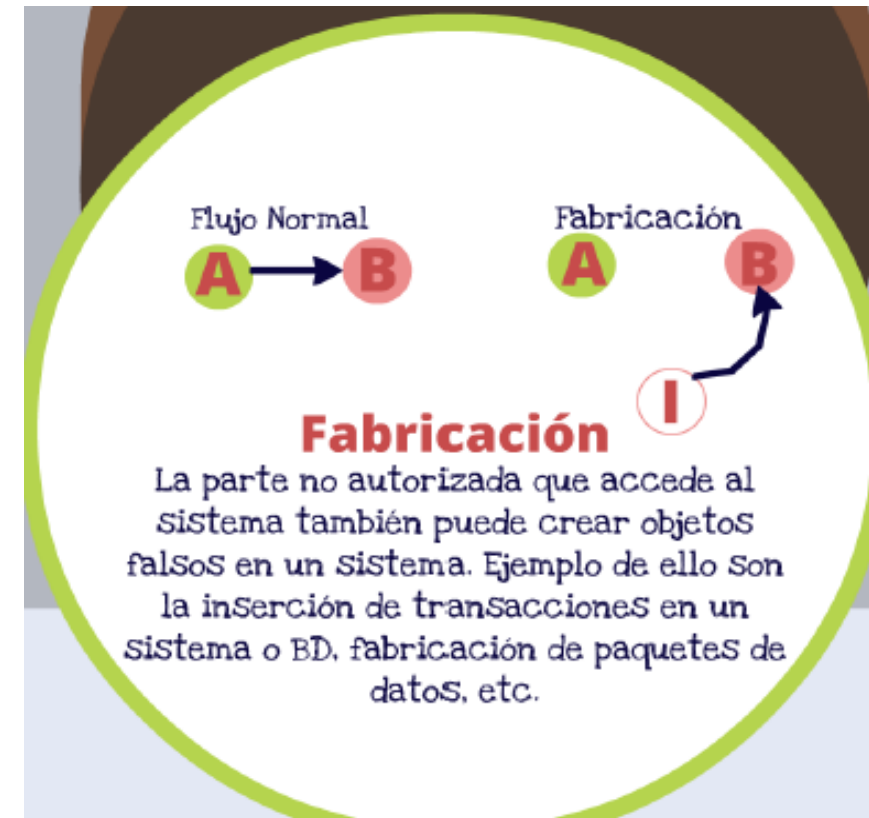 Flujo Normal
Fabricación
A
B
A
B
I
Fabricación
La parte no autorizada que accede al
sistema también puede crear objetos
falsos en un sistema. Ejemplo de ello son
la inserción de transacciones en un
sistema o BD, fabricación de paquetes de
datos, etc.